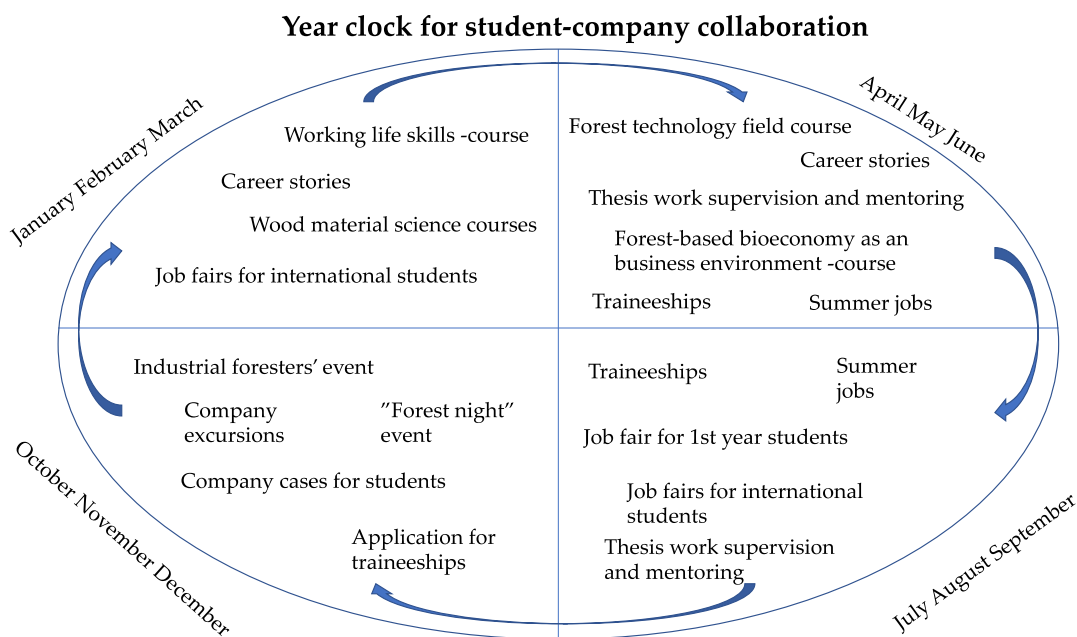 Year clock for student-company collaboration
January February March
Working life skills -course
Career stories
Wood material science courses
Job fairs for international students
April May June
Forest technology field course
Career stories
Thesis work supervision and mentoring
Forest-based bioeconomy as an
business environment -course
Traineeships
Summer jobs
Traineeships
Summer
jobs
Job fair for 1st year students
Job fairs for international
students
Thesis work supervision
and mentoring
July August September
Industrial foresters’ event
Company
excursions
”Forest night”
event
Company cases for students
Application for
traineeships
October November December